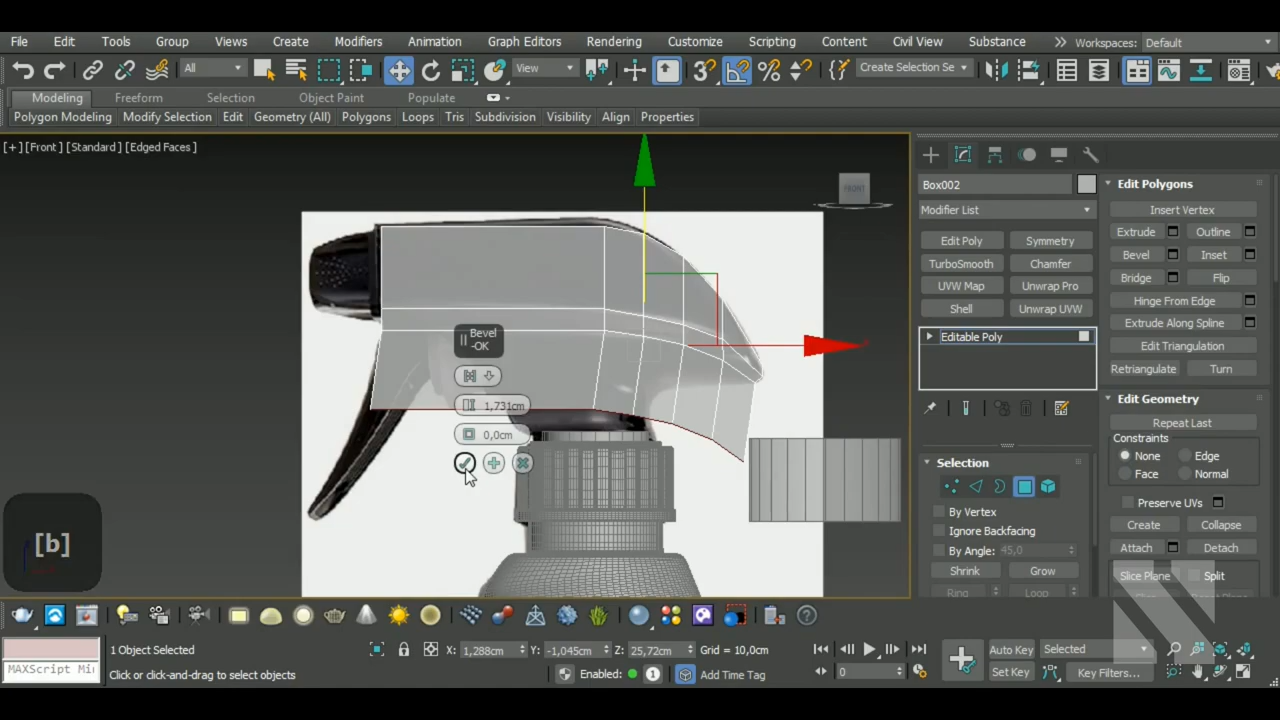 File Edit Tools Group Views Create Modifiers Animation Graph Editors Rendering Customize Scripting Content Civil View Substance Workspaces: Default
All View Create Selection Se
Modeling Freeform Selection Object Paint Populate
Polygon Modeling Modify Selection Edit Geometry (All) Polygons Loops Tris Subdivision Visibility Align Properties
[+] [Front] [Standard] [Edged Faces]
FRONT
Box002
Modifier List
Edit Poly Symmetry
TurboSmooth Chamfer
UVW Map Unwrap Pro
Shell Unwrap UVW
Editable Poly
Selection
By Vertex
Ignore Backfacing
By Angle: 45,0
Shrink Grow
Ring Loop
Edit Polygons
Insert Vertex
Extrude Outline
Bevel Inset
Bridge Flip
Hinge From Edge
Extrude Along Spline
Edit Triangulation
Retriangulate Turn
Edit Geometry
Repeat Last
Constraints
None Edge
Face Normal
Preserve UVs
Create Collapse
Attach Detach
Slice Plane Split
Bevel
-OK
1,731cm
0,0cm
[b]
MAXScript Mi
1 Object Selected
Click or click-and-drag to select objects
X: 1,288cm Y: -1,045cm Z: 25,72cm Grid = 10,0cm
Enabled: 1 Add Time Tag
0
Auto Key Selected
Set Key Key Filters...